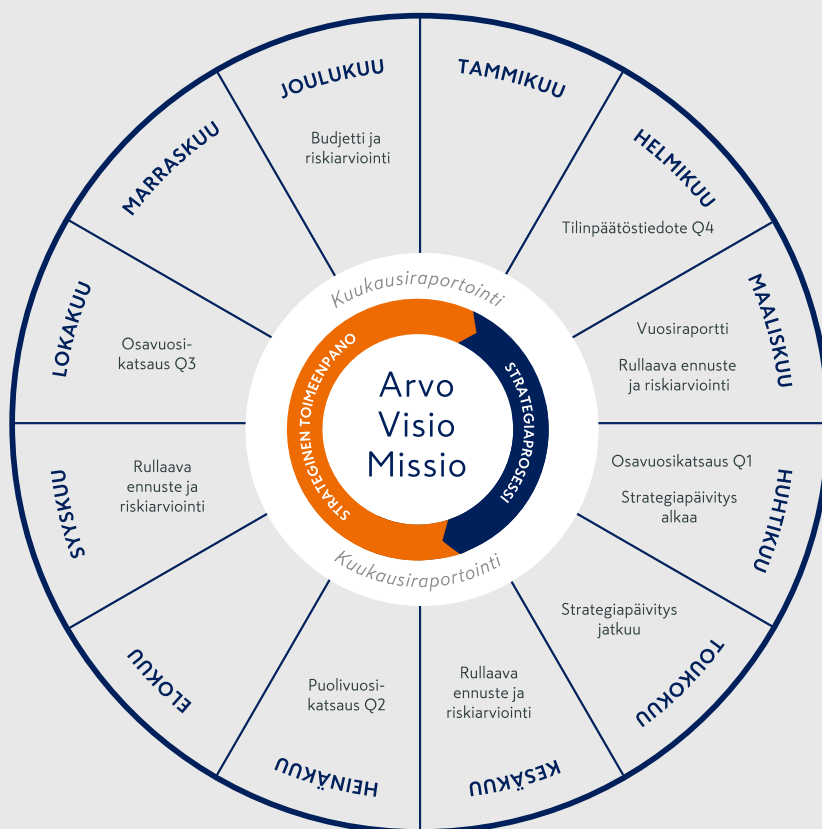 TAMMIKUU
HELMIKUU
Tilinpäätöstiedote Q4
MAALISKUU
Vuosiraportti
Rullaava ennuste
ja riskiarviointi
HUHTIKUU
Osavuosikatsaus Q1
Strategiapäivitys
alkaa
TOUKOKUU
Strategiapäivitys
jatkuu
KESÄKUU
Rullaava
ennuste ja
riskiarviointi
HEINÄKUU
Puolivuosi-
katsaus Q2
ELOKUU
SYYSKUU
Rullaava
ennuste ja
riskiarviointi
LOKAKUU
Osavuosi-
katsaus Q3
MARRASKUU
JOULUKUU
Budjetti ja
riskiarviointi
Kuukausiraportointi
STRATEGINEN TOIMEENPANO
STRATEGIAPROSESSI
Arvo
Visio
Missio
Kuukausiraportointi